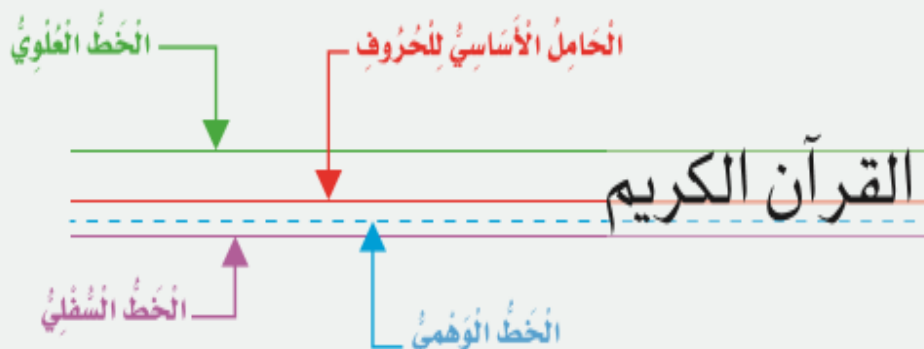 الْخَطُّ الْعُلْوِيُّ
الْحَامِلُ الْأَسَاسِيُّ لِلْحُرُوفِ
القرآن الكريم
الْخَطُّ السُّفْلِيُّ
الْخَطُّ الْوَهْمِيُّ